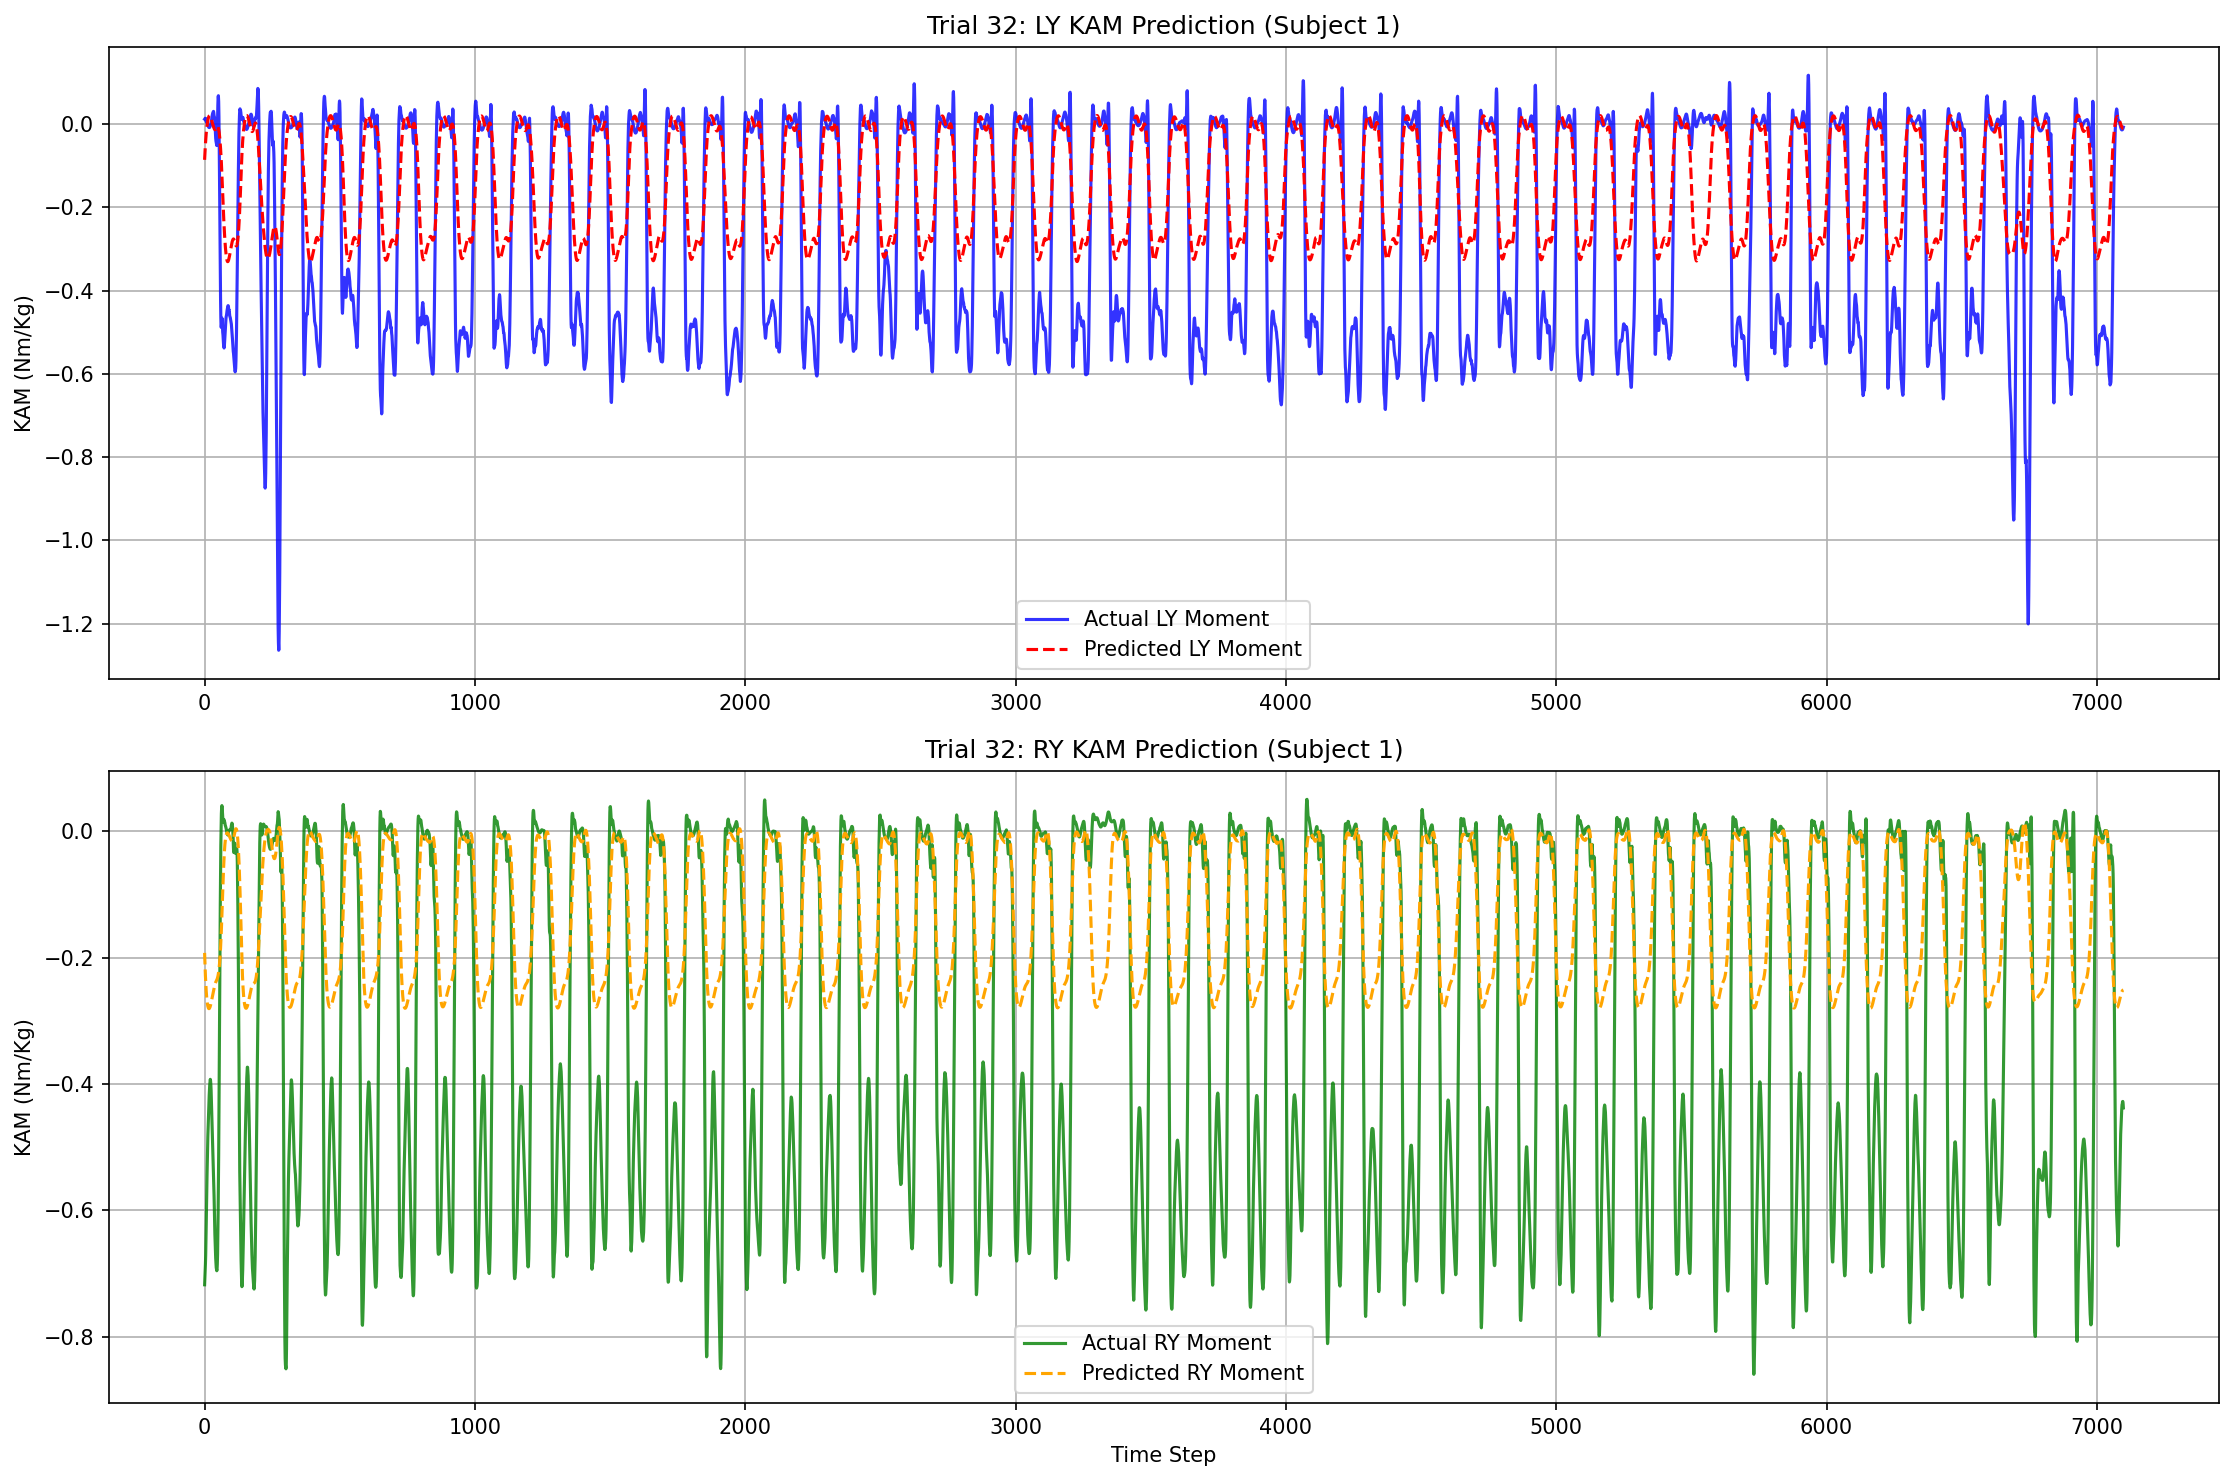 Trial 32: LY KAM Prediction (Subject 1)
KAM (Nm/Kg)
0.0
−0.2
−0.4
−0.6
−0.8
−1.0
−1.2
Actual LY Moment
Predicted LY Moment
0 1000 2000 3000 4000 5000 6000 7000
Trial 32: RY KAM Prediction (Subject 1)
KAM (Nm/Kg)
0.0
−0.2
−0.4
−0.6
−0.8
Actual RY Moment
Predicted RY Moment
0 1000 2000 3000 4000 5000 6000 7000
Time Step